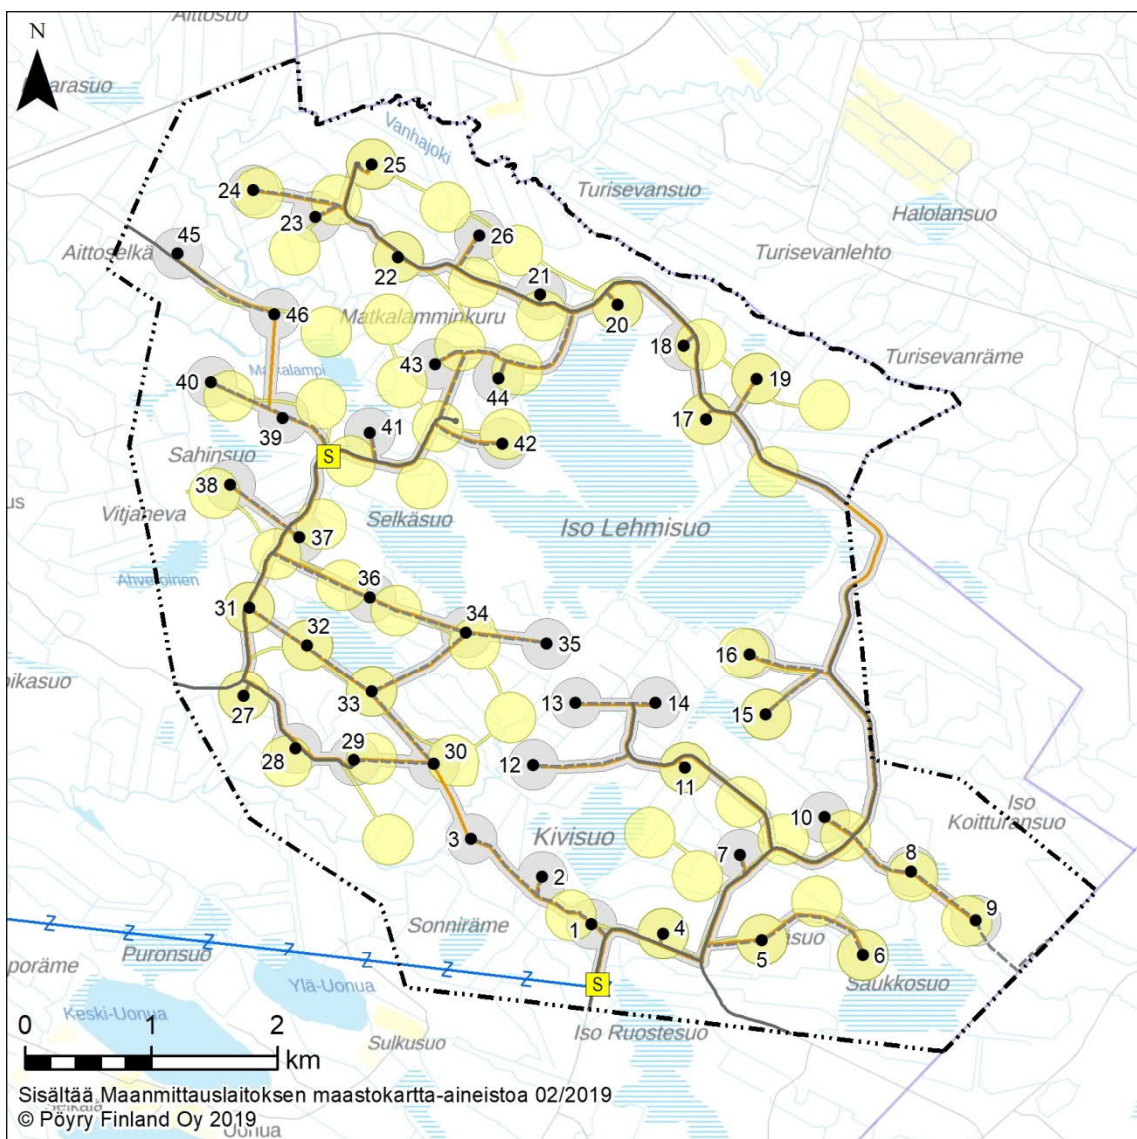 Aittosuo
N
Vanhajoki
25
24
Turisevansuo
23
Halolansuo
45
26
Aittoselkä
22
Turisevanlehto
21
46
Matkalamminkuru
20
18
Turisevanräme
43
40
44
19
39
17
41
S
42
Sahinsuo
38
Vitjaneva
Selkäsuo
Iso Lehmisuo
37
Ahveroinen
36
31
34
32
35
16
33
27
13
14
15
28
29
30
12
11
Iso
Koitturansuo
10
3
Kivisuo
7
8
2
Sonniräme
1
4
9
5
6
Z Z Z Z Z Z Z
Puronsuo
S
Saukkosuo
Ylä-Uonua
Keski-Uonua
0 1 2
km
Sulkusuo
Iso Ruostesuo
Sisältää Maanmittauslaitoksen maastokartta-aineistoa 02/2019
© Pöyry Finland Oy 2019
Uonua